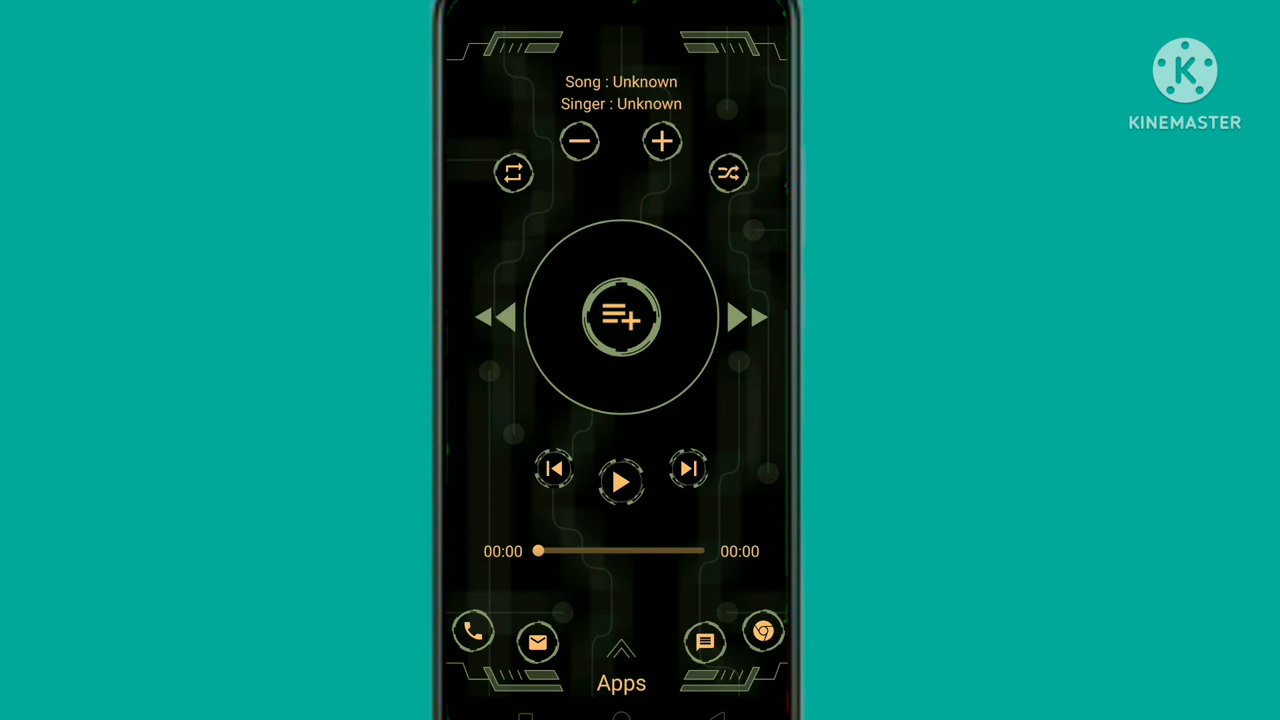 Song : Unknown
Singer : Unknown
K
KINEMASTER
00:00
00:00
Apps